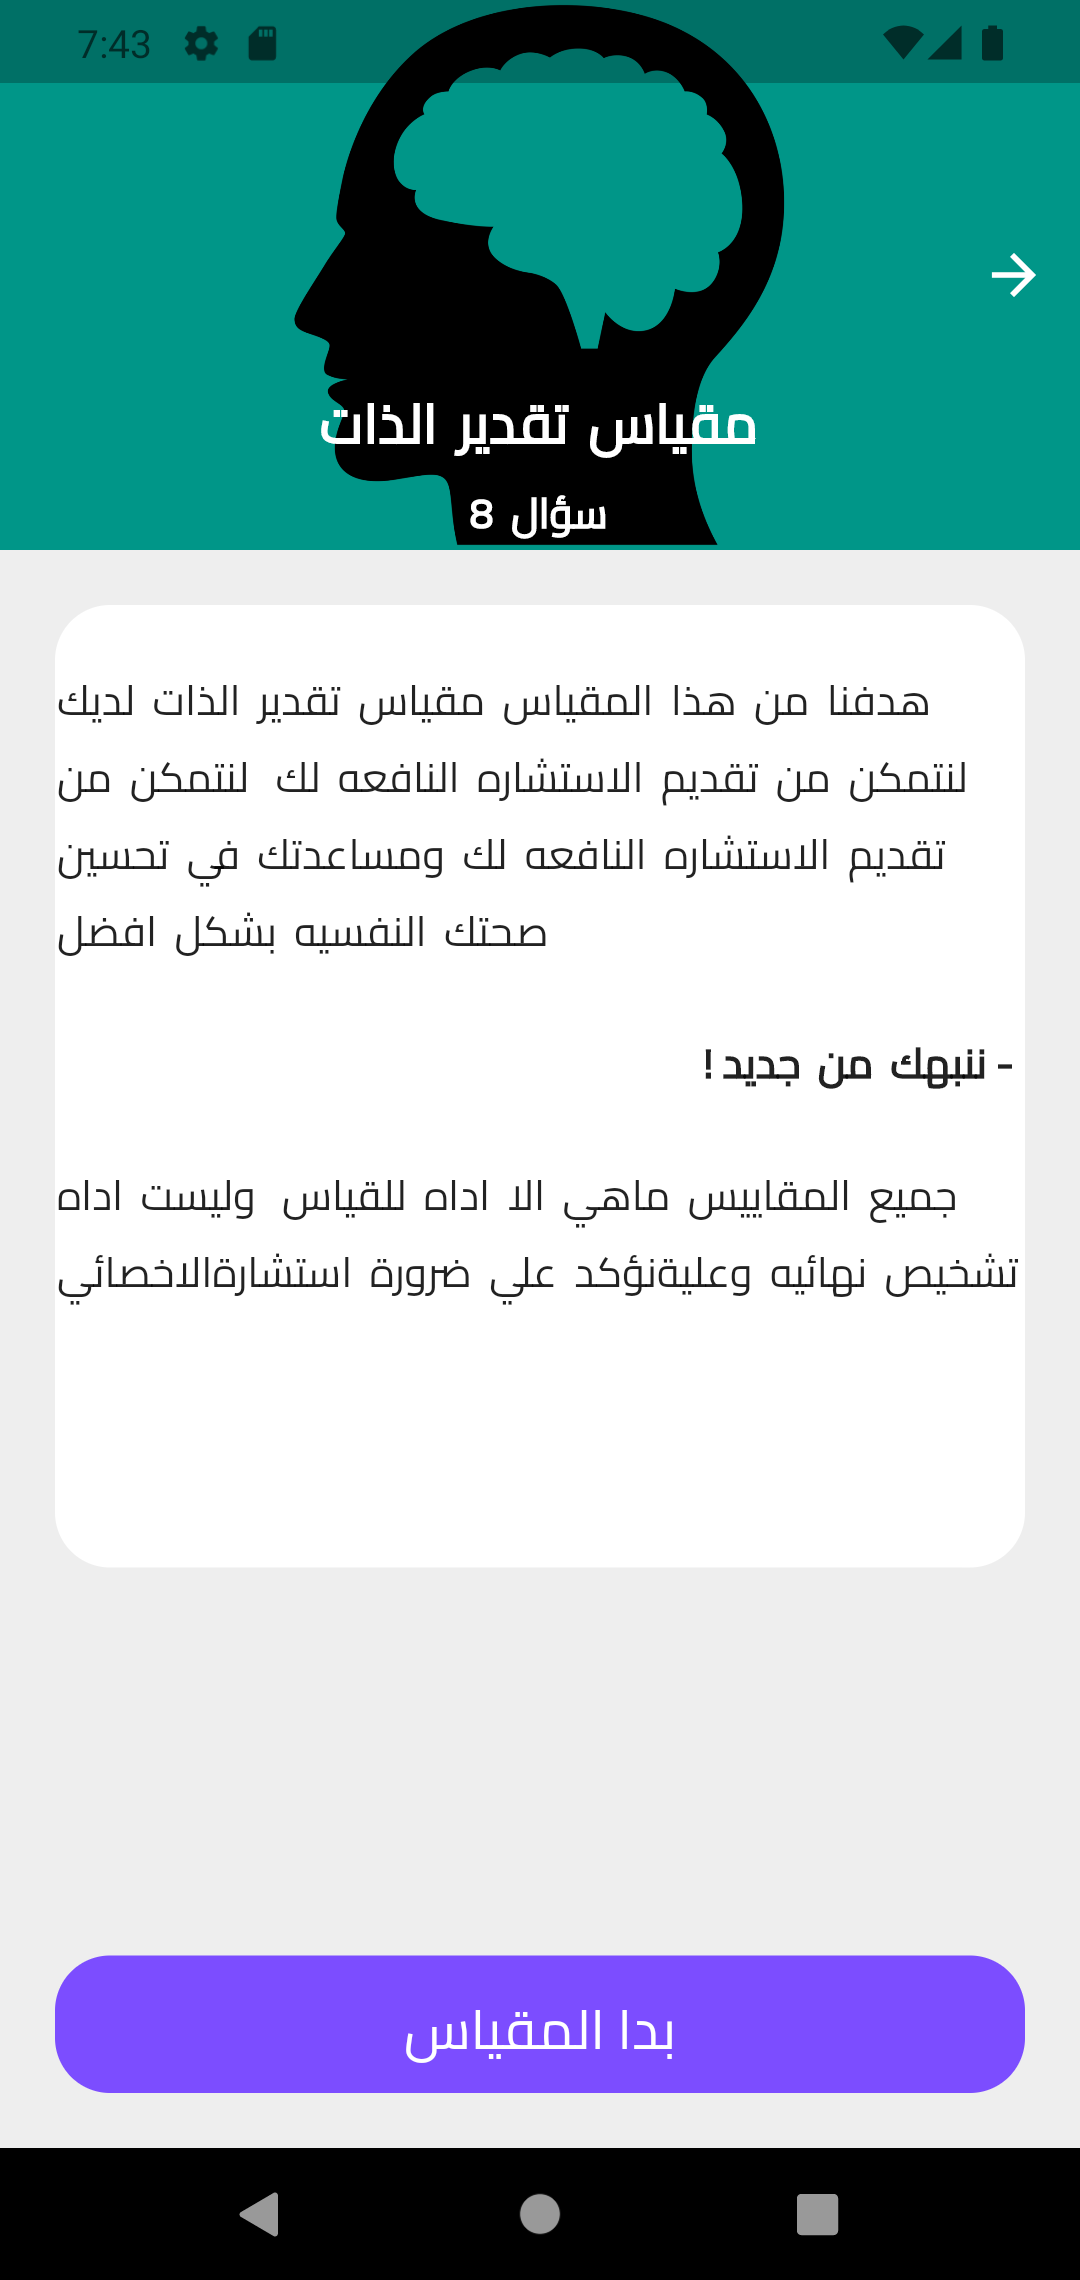 7:43
مقياس تقدير الذات
8 سؤال
هدفنا من هذا المقياس مقياس تقدير الذات لديك
لنتمكن من تقديم الاستشاره النافعه لك لنتمكن من
تقديم الاستشاره النافعه لك ومساعدتك في تحسين
صحتك النفسيه بشكل افضل
- ننبهك من جديد !
جميع المقاييس ماهي الا اداه للقياس وليست اداه
تشخيص نهائيه وعليةنؤكد علي ضرورة استشارةالاخصائي
بدا المقياس